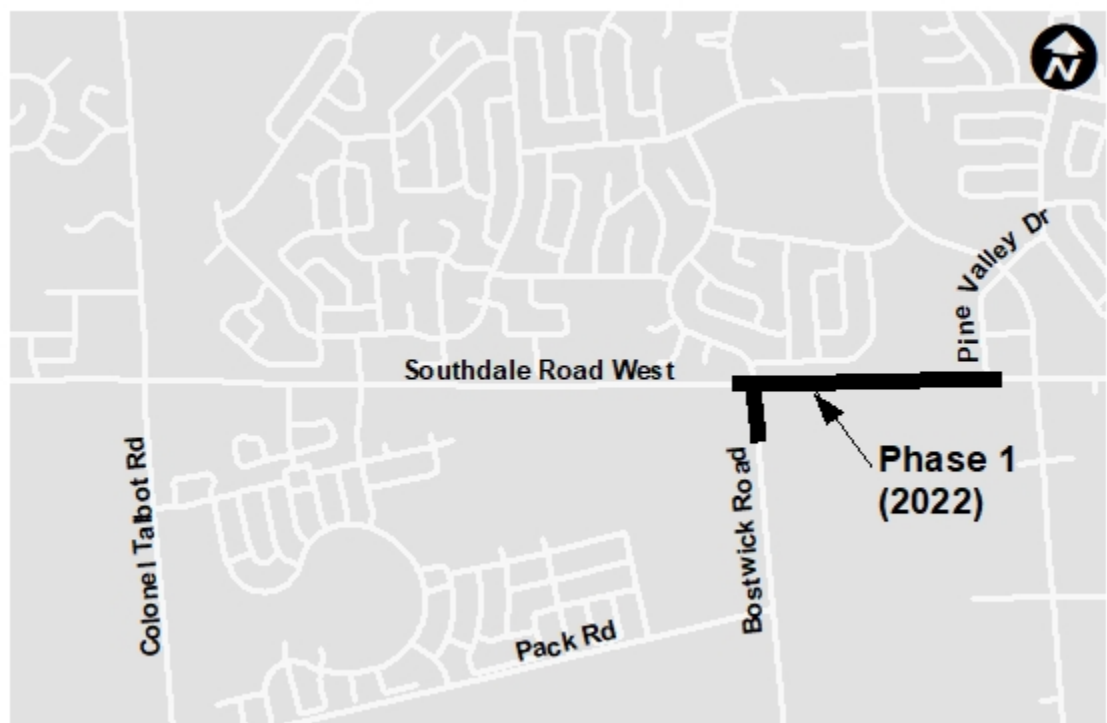 N
Pine Valley Dr
Southdale Road West
Colonel Talbot Rd
Bostwick Road
Phase 1
(2022)
Pack Rd